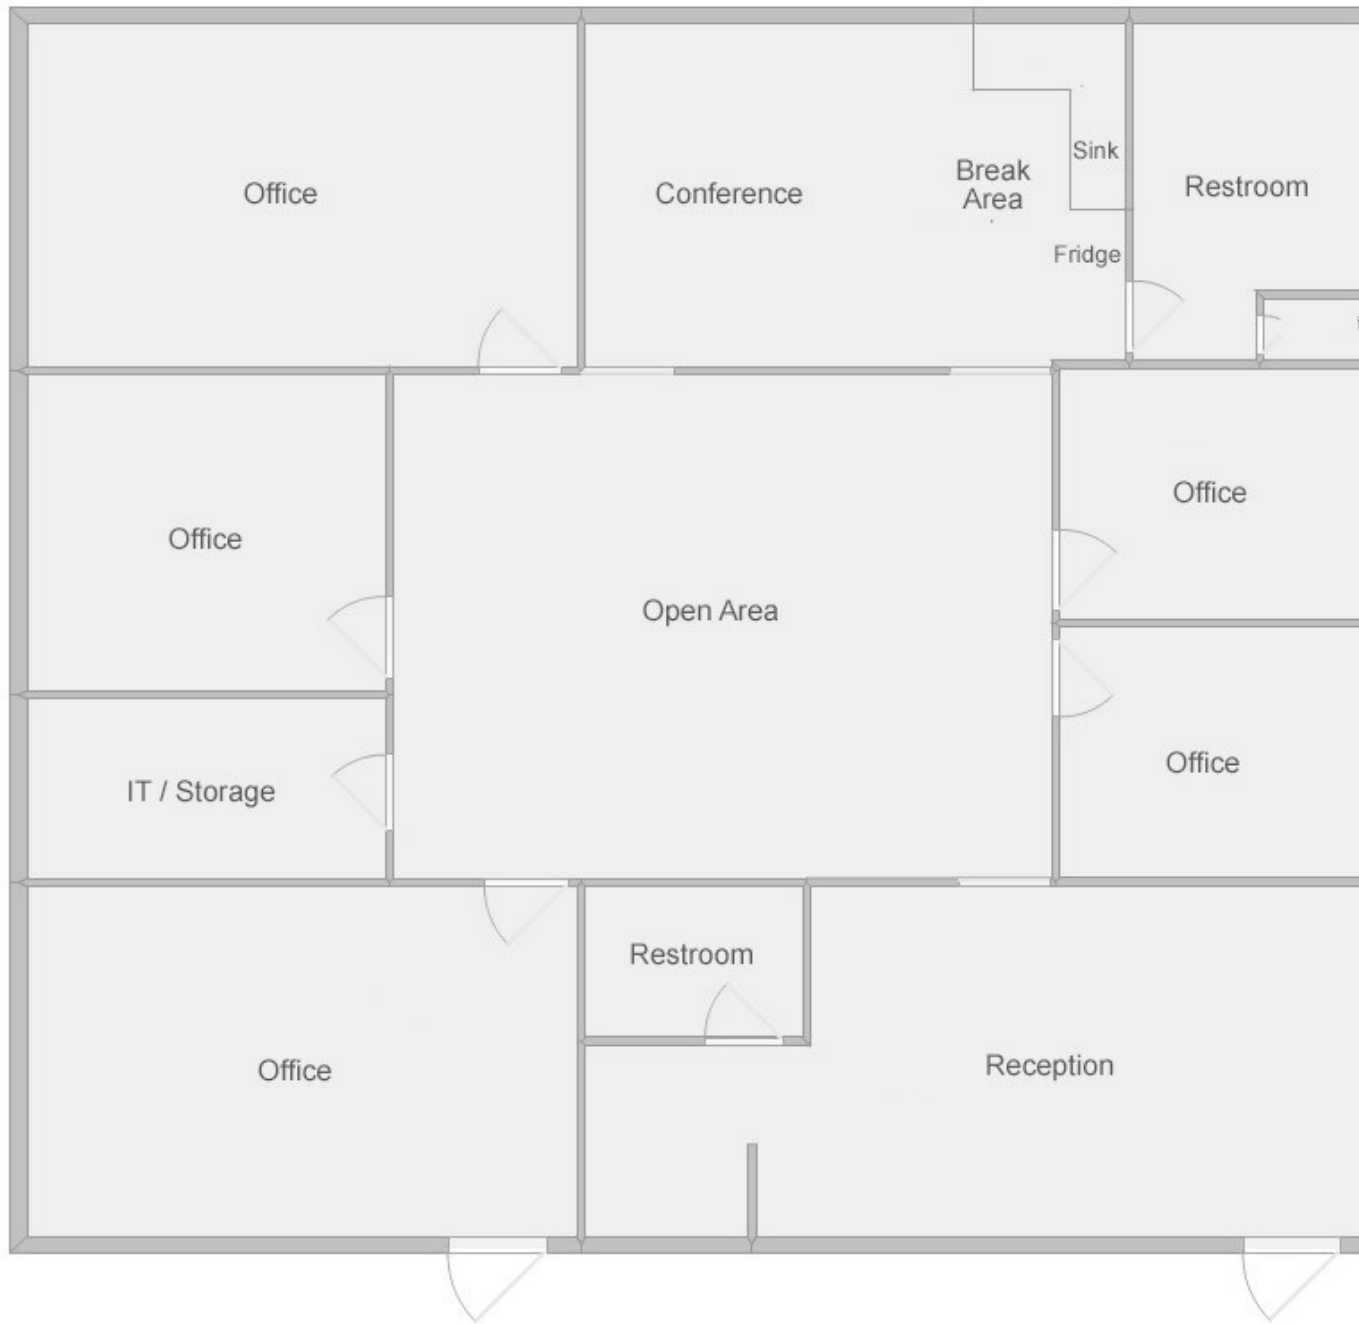 Office
Conference
Break
Area
Sink
Fridge
Restroom
Office
Open Area
Office
IT / Storage
Office
Restroom
Office
Reception